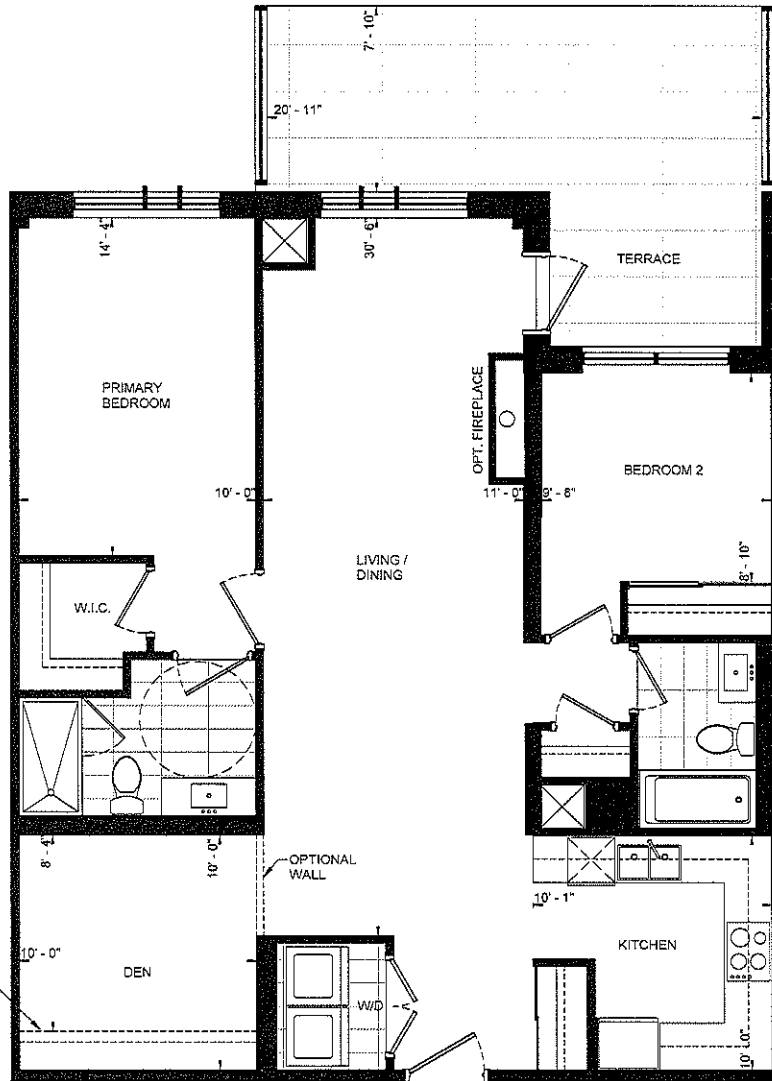 7' - 10"
20' - 11"
14' - 4"
30' - 6"
TERRACE
PRIMARY
BEDROOM
OPT. FIREPLACE
BEDROOM 2
10' - 0"
11' - 0"
9' - 8"
LIVING /
DINING
8' - 10"
W.I.C.
8' - 4"
10' - 0"
OPTIONAL
WALL
10' - 1"
10' - 0"
DEN
KITCHEN
W/D
10' - 0"